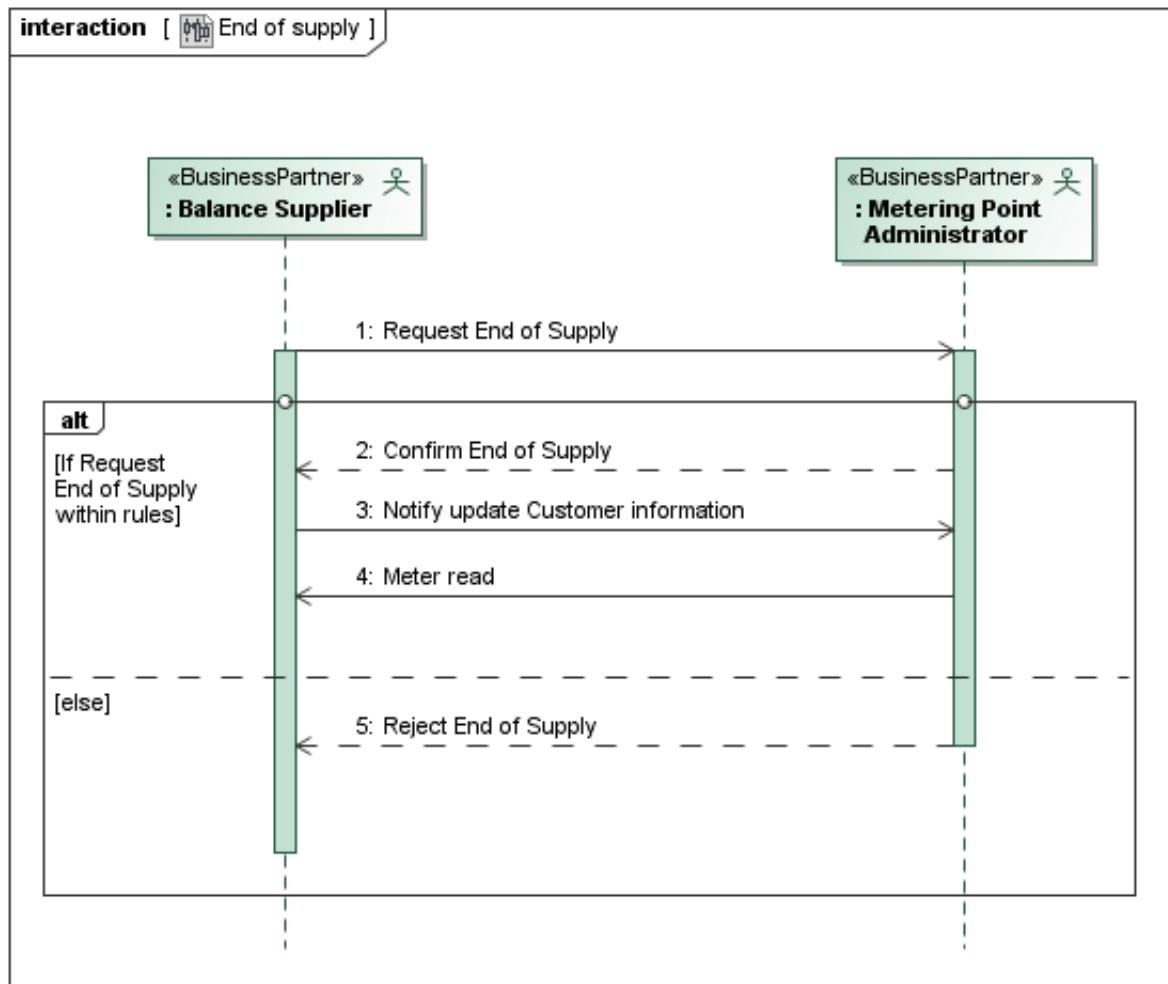 interaction [ End of supply ]
«BusinessPartner»
: Balance Supplier
«BusinessPartner»
: Metering Point
Administrator
1: Request End of Supply
alt
[If Request
End of Supply
within rules]
2: Confirm End of Supply
3: Notify update Customer information
4: Meter read
[else]
5: Reject End of Supply